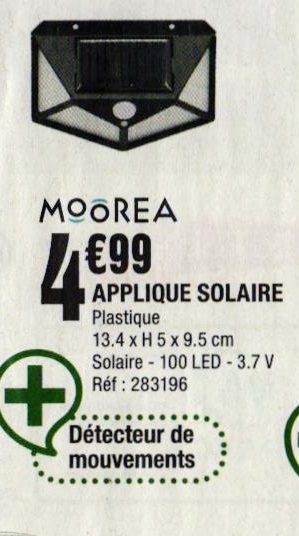 MOOREA
4€99
APPLIQUE SOLAIRE
Plastique
13.4 x H 5 x 9.5 cm
Solaire - 100 LED - 3.7 V
Réf : 283196
Détecteur de
mouvements